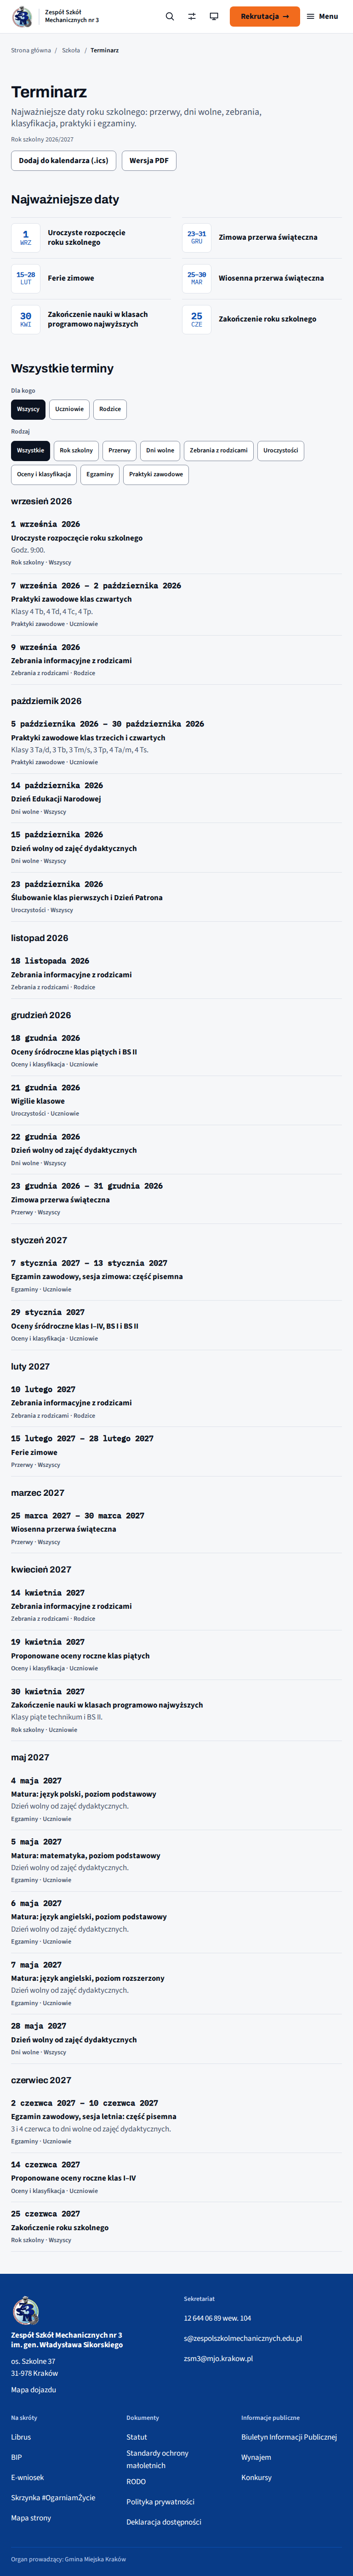 Zespół Szkół
Mechanicznych nr 3
Rekrutacja →
Menu
Strona główna / Szkoła / Terminarz
Terminarz
Najważniejsze daty roku szkolnego: przerwy, dni wolne, zebrania,
klasyfikacja, praktyki i egzaminy.
Rok szkolny 2026/2027
Dodaj do kalendarza (.ics)
Wersja PDF
Najważniejsze daty
1
WRZ
Uroczyste rozpoczęcie
roku szkolnego
23–31
GRU
Zimowa przerwa świąteczna
15–28
LUT
Ferie zimowe
25–30
MAR
Wiosenna przerwa świąteczna
30
KWI
Zakończenie nauki w klasach
programowo najwyższych
25
CZE
Zakończenie roku szkolnego
Wszystkie terminy
Dla kogo
Wszyscy Uczniowie Rodzice
Rodzaj
Wszystkie Rok szkolny Przerwy Dni wolne Zebrania z rodzicami Uroczystości
Oceny i klasyfikacja Egzaminy Praktyki zawodowe
wrzesień 2026
1 września 2026
Uroczyste rozpoczęcie roku szkolnego
Godz. 9:00.
Rok szkolny · Wszyscy
7 września 2026 – 2 października 2026
Praktyki zawodowe klas czwartych
Klasy 4 Tb, 4 Td, 4 Tc, 4 Tp.
Praktyki zawodowe · Uczniowie
9 września 2026
Zebrania informacyjne z rodzicami
Zebrania z rodzicami · Rodzice
październik 2026
5 października 2026 – 30 października 2026
Praktyki zawodowe klas trzecich i czwartych
Klasy 3 Ta/d, 3 Tb, 3 Tm/s, 3 Tp, 4 Ta/m, 4 Ts.
Praktyki zawodowe · Uczniowie
14 października 2026
Dzień Edukacji Narodowej
Dni wolne · Wszyscy
15 października 2026
Dzień wolny od zajęć dydaktycznych
Dni wolne · Wszyscy
23 października 2026
Ślubowanie klas pierwszych i Dzień Patrona
Uroczystości · Wszyscy
listopad 2026
18 listopada 2026
Zebrania informacyjne z rodzicami
Zebrania z rodzicami · Rodzice
grudzień 2026
18 grudnia 2026
Oceny śródroczne klas piątych i BS II
Oceny i klasyfikacja · Uczniowie
21 grudnia 2026
Wigilie klasowe
Uroczystości · Uczniowie
22 grudnia 2026
Dzień wolny od zajęć dydaktycznych
Dni wolne · Wszyscy
23 grudnia 2026 – 31 grudnia 2026
Zimowa przerwa świąteczna
Przerwy · Wszyscy
styczeń 2027
7 stycznia 2027 – 13 stycznia 2027
Egzamin zawodowy, sesja zimowa: część pisemna
Egzaminy · Uczniowie
29 stycznia 2027
Oceny śródroczne klas I–IV, BS I i BS II
Oceny i klasyfikacja · Uczniowie
luty 2027
10 lutego 2027
Zebrania informacyjne z rodzicami
Zebrania z rodzicami · Rodzice
15 lutego 2027 – 28 lutego 2027
Ferie zimowe
Przerwy · Wszyscy
marzec 2027
25 marca 2027 – 30 marca 2027
Wiosenna przerwa świąteczna
Przerwy · Wszyscy
kwiecień 2027
14 kwietnia 2027
Zebrania informacyjne z rodzicami
Zebrania z rodzicami · Rodzice
19 kwietnia 2027
Proponowane oceny roczne klas piątych
Oceny i klasyfikacja · Uczniowie
30 kwietnia 2027
Zakończenie nauki w klasach programowo najwyższych
Klasy piąte technikum i BS II.
Rok szkolny · Uczniowie
maj 2027
4 maja 2027
Matura: język polski, poziom podstawowy
Dzień wolny od zajęć dydaktycznych.
Egzaminy · Uczniowie
5 maja 2027
Matura: matematyka, poziom podstawowy
Dzień wolny od zajęć dydaktycznych.
Egzaminy · Uczniowie
6 maja 2027
Matura: język angielski, poziom podstawowy
Dzień wolny od zajęć dydaktycznych.
Egzaminy · Uczniowie
7 maja 2027
Matura: język angielski, poziom rozszerzony
Dzień wolny od zajęć dydaktycznych.
Egzaminy · Uczniowie
28 maja 2027
Dzień wolny od zajęć dydaktycznych
Dni wolne · Wszyscy
czerwiec 2027
2 czerwca 2027 – 10 czerwca 2027
Egzamin zawodowy, sesja letnia: część pisemna
3 i 4 czerwca to dni wolne od zajęć dydaktycznych.
Egzaminy · Uczniowie
14 czerwca 2027
Proponowane oceny roczne klas I–IV
Oceny i klasyfikacja · Uczniowie
25 czerwca 2027
Zakończenie roku szkolnego
Rok szkolny · Wszyscy
Zespół Szkół Mechanicznych nr 3
im. gen. Władysława Sikorskiego
os. Szkolne 37
31-978 Kraków
Mapa dojazdu
Sekretariat
12 644 06 89 wew. 104
s@zespolszkolmechanicznych.edu.pl
zsm3@mjo.krakow.pl
Na skróty
Librus
BIP
E-wniosek
Skrzynka #OgarniamŻycie
Mapa strony
Dokumenty
Statut
Standardy ochrony
małoletnich
RODO
Polityka prywatności
Deklaracja dostępności
Informacje publiczne
Biuletyn Informacji Publicznej
Wynajem
Konkursy
Organ prowadzący: Gmina Miejska Kraków